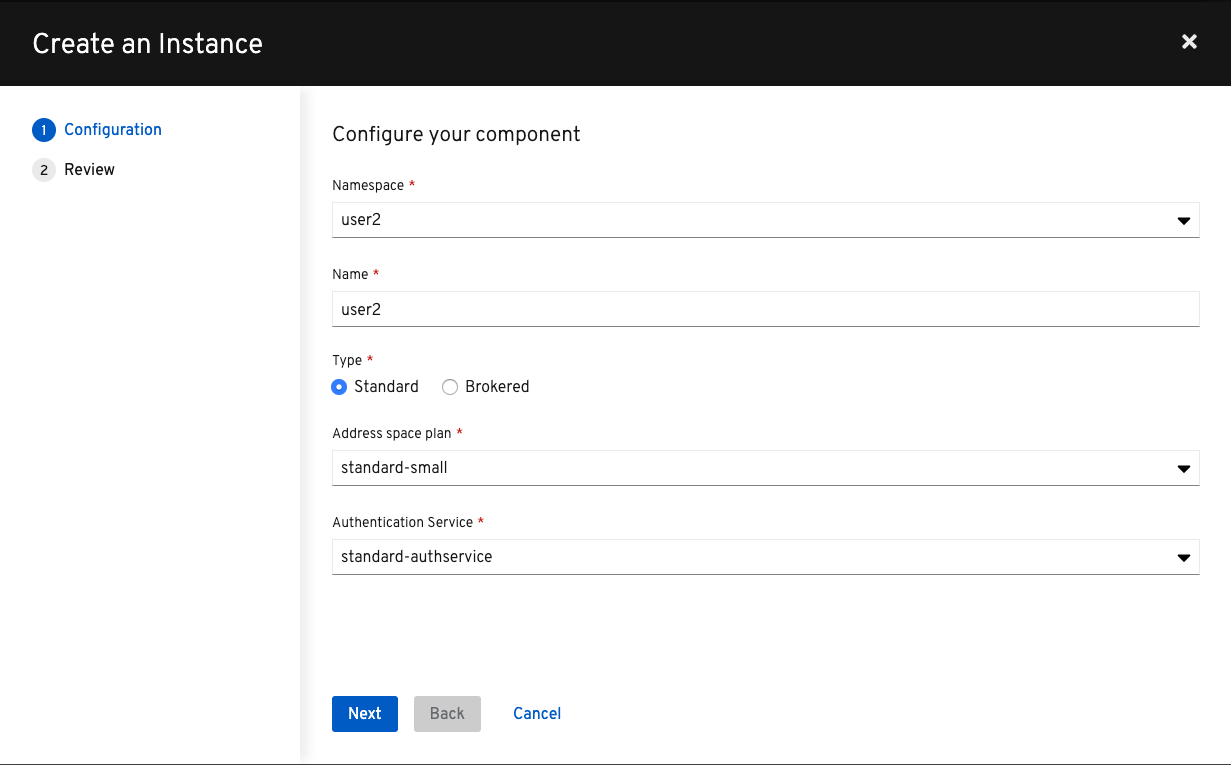 Create an Instance
1 Configuration
2 Review
Configure your component
Namespace *
user2
Name *
user2
Type *
Standard Brokered
Address space plan *
standard-small
Authentication Service *
standard-authservice
Next Back Cancel